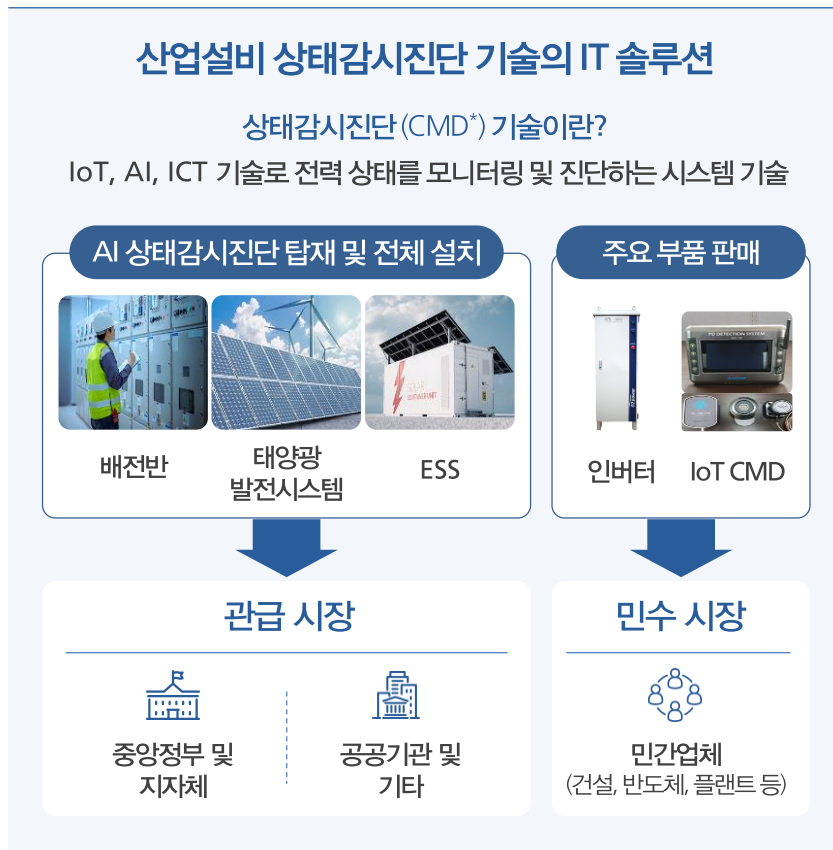 산업설비 상태감시진단 기술의 IT 솔루션
상태감시진단(CMD*) 기술이란?
IoT, AI, ICT 기술로 전력 상태를 모니터링 및 진단하는 시스템 기술
AI 상태감시진단 탑재 및 전체 설치
주요 부품 판매
SOLAR
CONTAINER UNIT
PD DETECTION SYSTEM
배전반
태양광
발전시스템
ESS
인버터
IoT CMD
관급 시장
민수 시장
중앙정부 및
지자체
공공기관 및
기타
민간업체
(건설, 반도체, 플랜트 등)